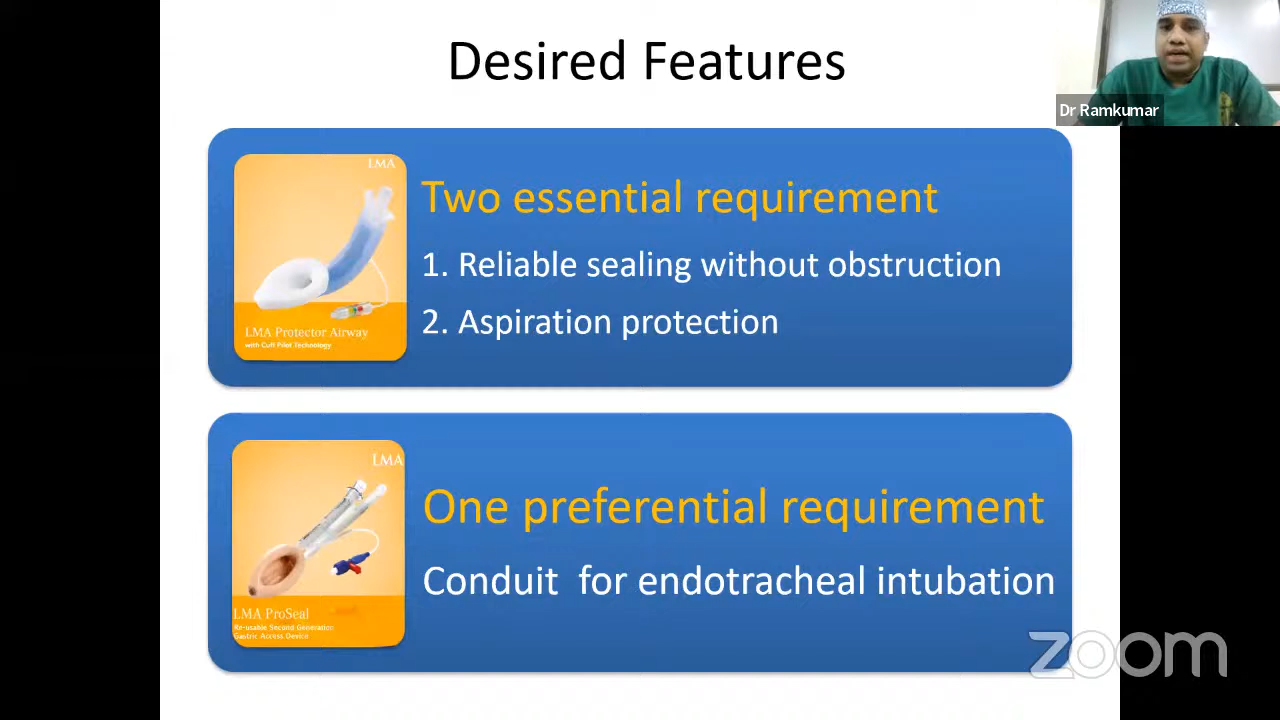 Desired Features
Dr Ramkumar
LMA
Two essential requirement
1. Reliable sealing without obstruction
2. Aspiration protection
LMA Protector Airway
with Cuff Pilot Technology
LMA
One preferential requirement
Conduit for endotracheal intubation
LMA ProSeal
Re-usable Second Generation
Gastric Access Device
zoom